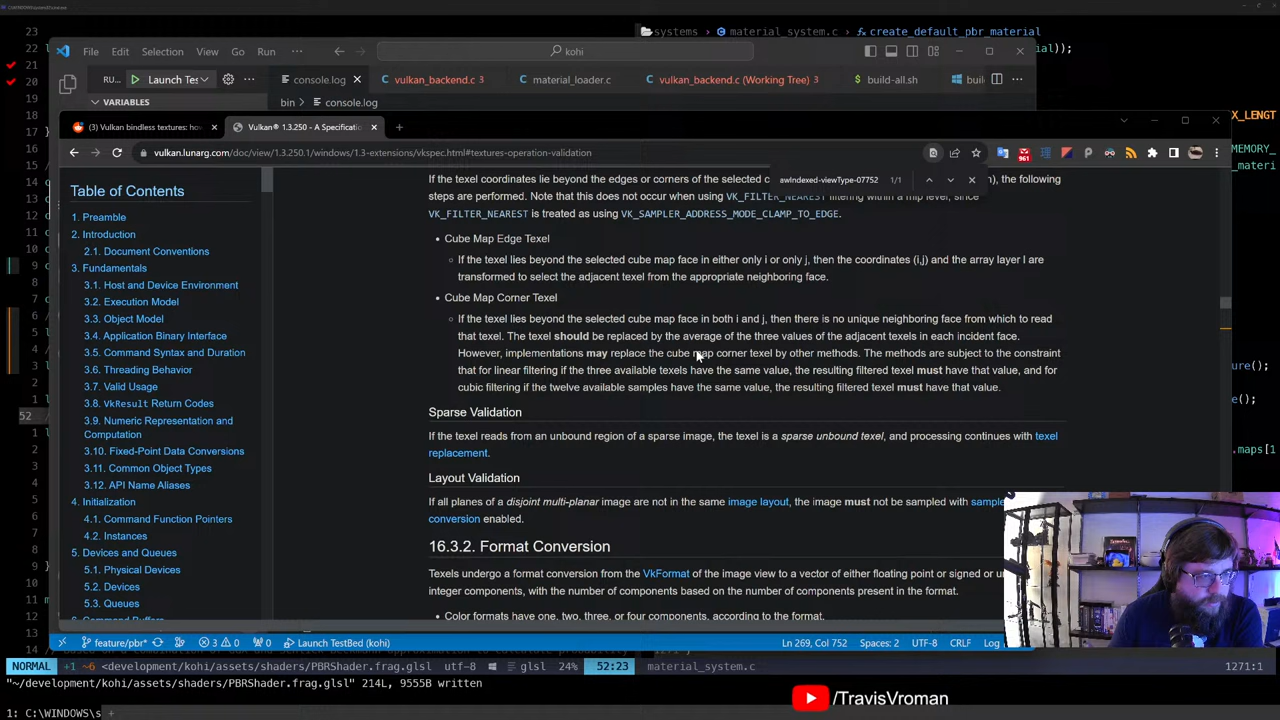 C:\WINDOWS\system32\cmd.exe
23
systems > material_system.c > create_default_pbr_material
File Edit Selection View Go Run ··· kohi
RU... Launch Tes console.log × vulkan_backend.c 3 material_loader.c vulkan_backend.c (Working Tree) 3 build-all.sh
VARIABLES bin > console.log
(3) Vulkan bindless textures: how × Vulkan® 1.3.250 - A Specificatio × +
vulkan.lunarg.com/doc/view/1.3.250.1/windows/1.3-extensions/vkspec.html#textures-operation-validation
awIndexed-viewType-07752 1/1
Table of Contents
1. Preamble
2. Introduction
2.1. Document Conventions
3. Fundamentals
3.1. Host and Device Environment
3.2. Execution Model
3.3. Object Model
3.4. Application Binary Interface
3.5. Command Syntax and Duration
3.6. Threading Behavior
3.7. Valid Usage
3.8. VkResult Return Codes
3.9. Numeric Representation and
Computation
3.10. Fixed-Point Data Conversions
3.11. Common Object Types
3.12. API Name Aliases
4. Initialization
4.1. Command Function Pointers
4.2. Instances
5. Devices and Queues
5.1. Physical Devices
5.2. Devices
5.3. Queues
If the texel coordinates lie beyond the edges or corners of the selected c n), the following
steps are performed. Note that this does not occur when using VK_FILTER_NEAREST filtering within a mip level, since
VK_FILTER_NEAREST is treated as using VK_SAMPLER_ADDRESS_MODE_CLAMP_TO_EDGE.
• Cube Map Edge Texel
◦ If the texel lies beyond the selected cube map face in either only i or only j, then the coordinates (i,j) and the array layer l are
transformed to select the adjacent texel from the appropriate neighboring face.
• Cube Map Corner Texel
◦ If the texel lies beyond the selected cube map face in both i and j, then there is no unique neighboring face from which to read
that texel. The texel should be replaced by the average of the three values of the adjacent texels in each incident face.
However, implementations may replace the cube map corner texel by other methods. The methods are subject to the constraint
that for linear filtering if the three available texels have the same value, the resulting filtered texel must have that value, and for
cubic filtering if the twelve available samples have the same value, the resulting filtered texel must have that value.
Sparse Validation
If the texel reads from an unbound region of a sparse image, the texel is a sparse unbound texel, and processing continues with texel
replacement.
Layout Validation
If all planes of a disjoint multi-planar image are not in the same image layout, the image must not be sampled with sample
conversion enabled.
16.3.2. Format Conversion
Texels undergo a format conversion from the VkFormat of the image view to a vector of either floating point or signed or u
integer components, with the number of components based on the number of components present in the format.
• Color formats have one, two, three, or four components, according to the format.
feature/pbr* 3 0 0 Launch TestBed (kohi) Ln 269, Col 752 Spaces: 2 UTF-8 CRLF Log
NORMAL +1 ~6 <development/kohi/assets/shaders/PBRShader.frag.glsl utf-8 glsl 24% 52:23 material_system.c 1271:1
"~/development/kohi/assets/shaders/PBRShader.frag.glsl" 214L, 9555B written
/TravisVroman
1: C:\WINDOWS\s +